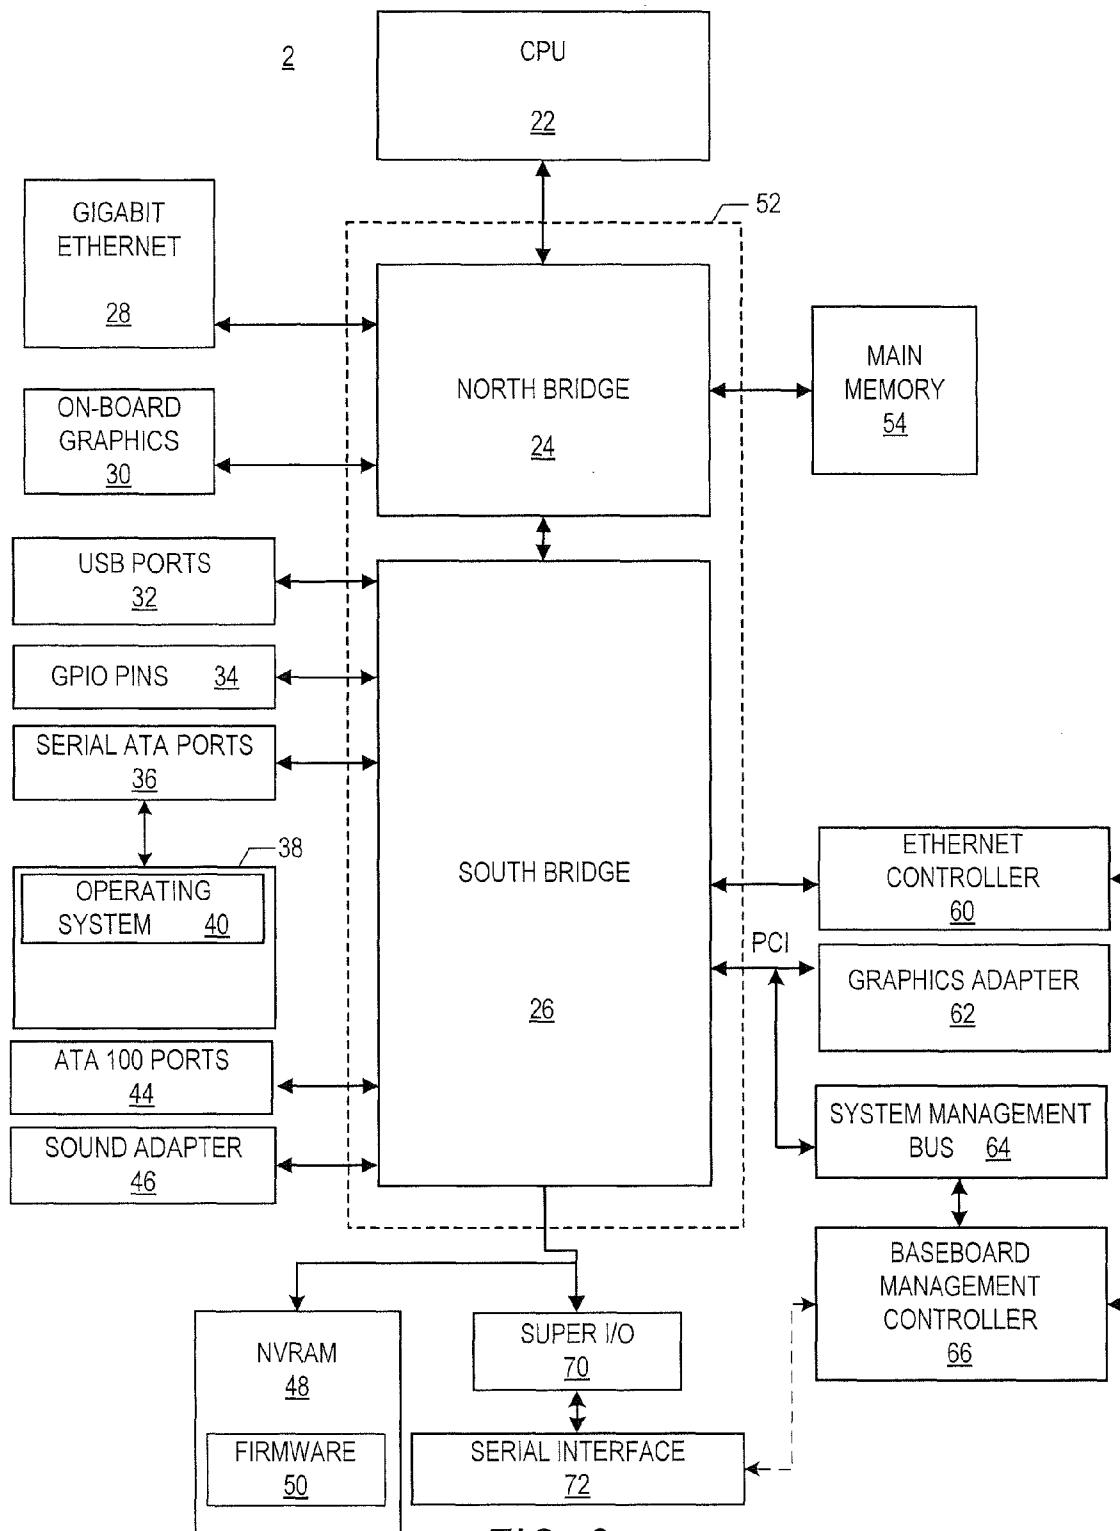 2
CPU
22
52
GIGABIT
ETHERNET
28
NORTH BRIDGE
24
MAIN
MEMORY
54
ON-BOARD
GRAPHICS
30
USB PORTS
32
GPIO PINS 34
SERIAL ATA PORTS
36
38
OPERATING
SYSTEM 40
SOUTH BRIDGE
26
ETHERNET
CONTROLLER
60
PCI
GRAPHICS ADAPTER
62
ATA 100 PORTS
44
SOUND ADAPTER
46
SYSTEM MANAGEMENT
BUS 64
BASEBOARD
MANAGEMENT
CONTROLLER
66
NVRAM
48
FIRMWARE
50
SUPER I/O
70
SERIAL INTERFACE
72